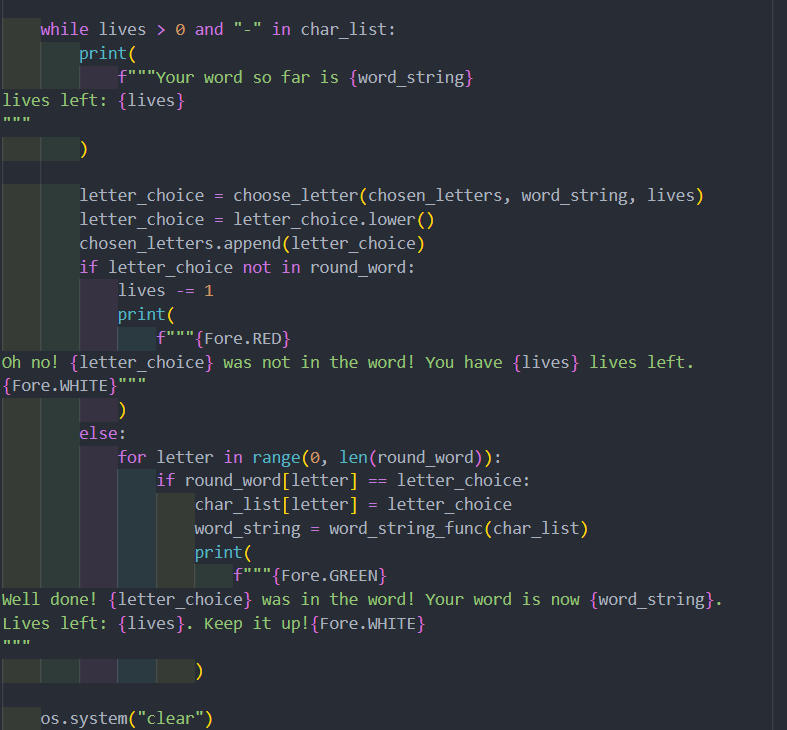 while lives > 0 and "-" in char_list:
print(
f"""Your word so far is {word_string}
lives left: {lives}
"""
)
letter_choice = choose_letter(chosen_letters, word_string, lives)
letter_choice = letter_choice.lower()
chosen_letters.append(letter_choice)
if letter_choice not in round_word:
lives -= 1
print(
f"""{Fore.RED}
Oh no! {letter_choice} was not in the word! You have {lives} lives left.
{Fore.WHITE}"""
)
else:
for letter in range(0, len(round_word)):
if round_word[letter] == letter_choice:
char_list[letter] = letter_choice
word_string = word_string_func(char_list)
print(
f"""{Fore.GREEN}
Well done! {letter_choice} was in the word! Your word is now {word_string}.
Lives left: {lives}. Keep it up!{Fore.WHITE}
"""
)
os.system("clear")